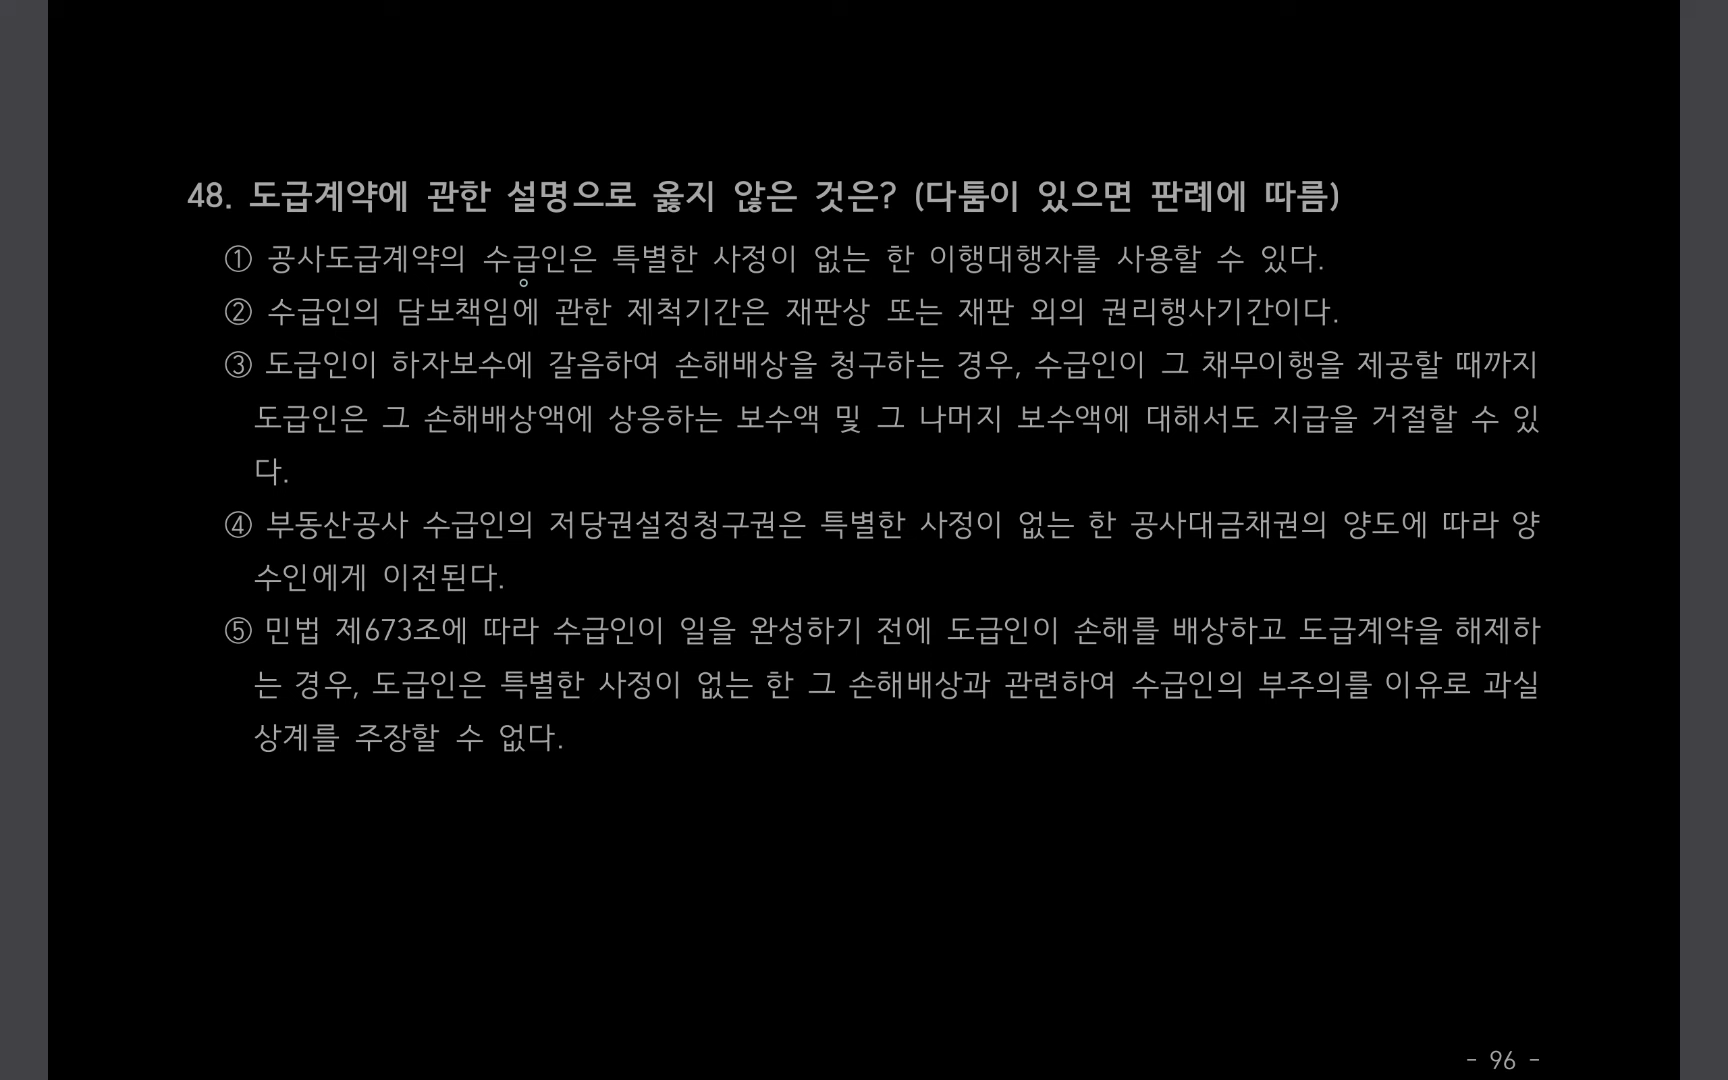 48. 도급계약에 관한 설명으로 옳지 않은 것은? (다툼이 있으면 판례에 따름)
① 공사도급계약의 수급인은 특별한 사정이 없는 한 이행대행자를 사용할 수 있다.
② 수급인의 담보책임에 관한 제척기간은 재판상 또는 재판 외의 권리행사기간이다.
③ 도급인이 하자보수에 갈음하여 손해배상을 청구하는 경우, 수급인이 그 채무이행을 제공할 때까지
도급인은 그 손해배상액에 상응하는 보수액 및 그 나머지 보수액에 대해서도 지급을 거절할 수 있
다.
④ 부동산공사 수급인의 저당권설정청구권은 특별한 사정이 없는 한 공사대금채권의 양도에 따라 양
수인에게 이전된다.
⑤ 민법 제673조에 따라 수급인이 일을 완성하기 전에 도급인이 손해를 배상하고 도급계약을 해제하
는 경우, 도급인은 특별한 사정이 없는 한 그 손해배상과 관련하여 수급인의 부주의를 이유로 과실
상계를 주장할 수 없다.
- 96 -